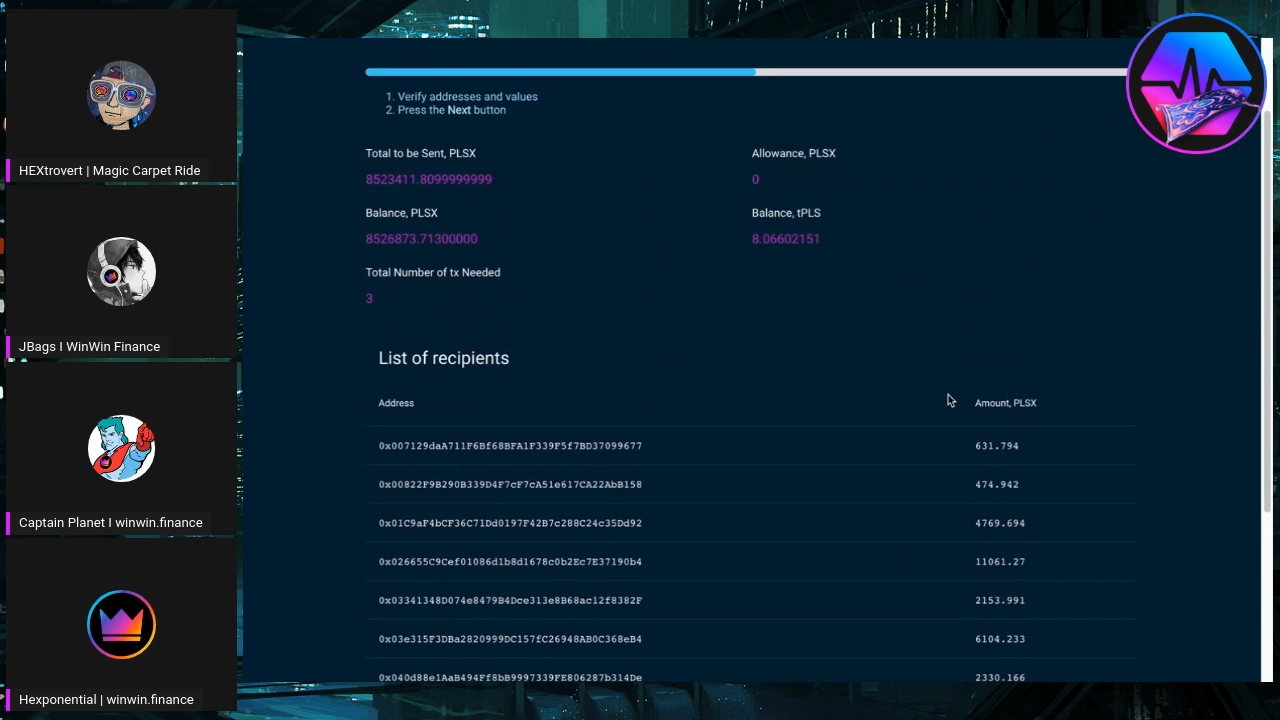 HEXtrovert | Magic Carpet Ride
JBags I WinWin Finance
Captain Planet I winwin.finance
Hexponential | winwin.finance
1. Verify addresses and values
2. Press the Next button
Total to be Sent, PLSX
8523411.8099999999
Allowance, PLSX
0
Balance, PLSX
8526873.71300000
Balance, tPLS
8.06602151
Total Number of tx Needed
3
List of recipients
Address Amount, PLSX
0x007129daA711F6Bf68BFA1F339F5f7BD37099677 631.794
0x00822F9B290B339D4F7cF7cA51e617CA22AbB158 474.942
0x01C9aF4bCF36C71Dd0197F42B7c288C24c35Dd92 4769.694
0x026655C9Cef01086d1b8d1678c0b2Ec7E37190b4 11061.27
0x03341348D074e8479B4Dce313e8B68ac12f8382F 2153.991
0x03e315F3DBa2820999DC157fC26948AB0C368eB4 6104.233
0x040d88e1AaB494Ff8bB9997339FE806287b314De 2330.166